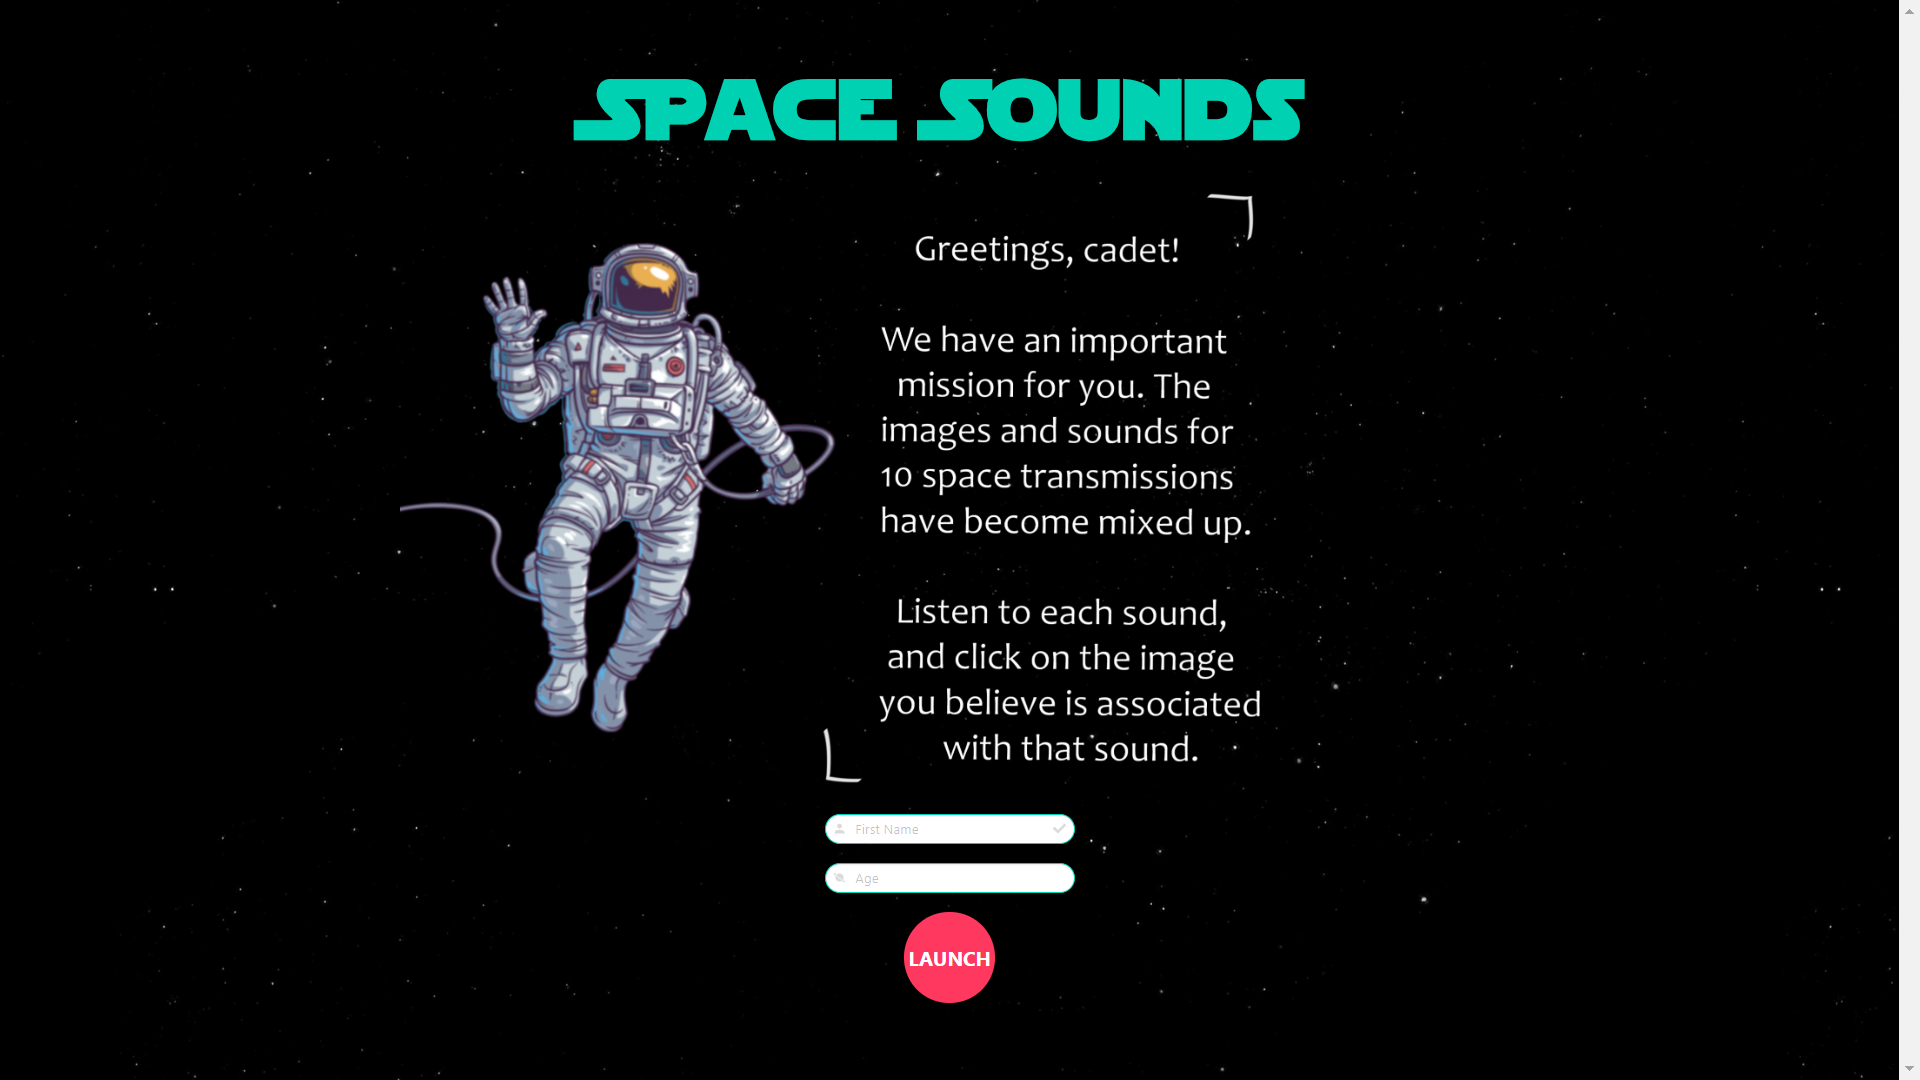 SPACE SOUNDS
Greetings, cadet!
We have an important
mission for you. The
images and sounds for
10 space transmissions
have become mixed up.
Listen to each sound,
and click on the image
you believe is associated
with that sound.
First Name
Age
LAUNCH